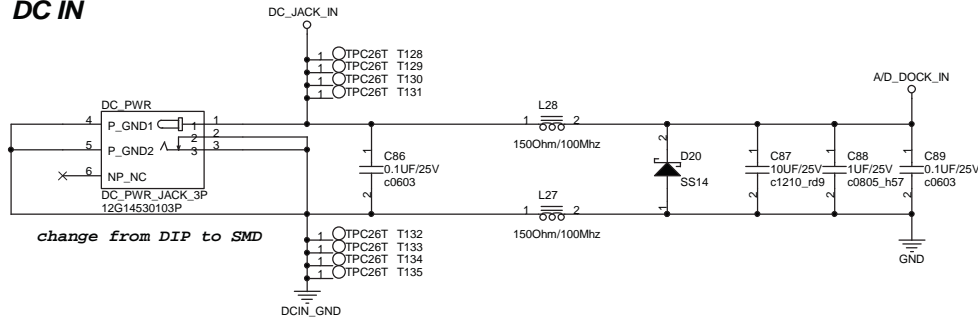 DC IN
DC_JACK_IN
1 TPC26T T128
1 TPC26T T129
1 TPC26T T130
1 TPC26T T131
A/D_DOCK_IN
DC_PWR
4 P_GND1 1 1
2 2
5 P_GND2 3 3
6 NP_NC
DC_PWR_JACK_3P
12G14530103P
change from DIP to SMD
1 C86 2
0.1UF/25V
c0603
L28
1 2
150Ohm/100Mhz
L27
1 2
150Ohm/100Mhz
2 D20 1
SS14
1 C87 2
10UF/25V
c1210_rd9
1 C88 2
1UF/25V
c0805_h57
1 C89 2
0.1UF/25V
c0603
1 TPC26T T132
1 TPC26T T133
1 TPC26T T134
1 TPC26T T135
DCIN_GND
GND